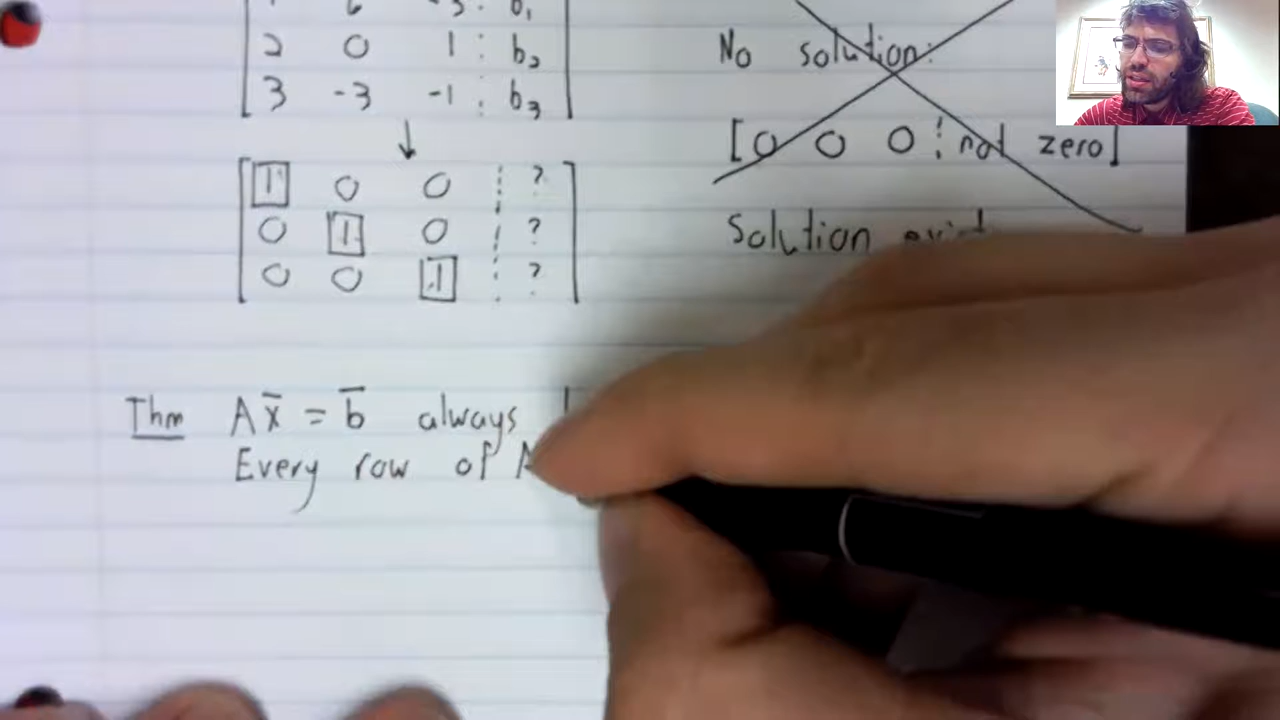 2 0 1 : b₂
3 -3 -1 : b₃
↓
1 0 0 ¦ ?
0 1 0 ¦ ?
0 0 1 ¦ ?
No solution:
[0 0 0 ¦ not zero]
Solution
Thm Ax̄ = b̄ always
Every row of A